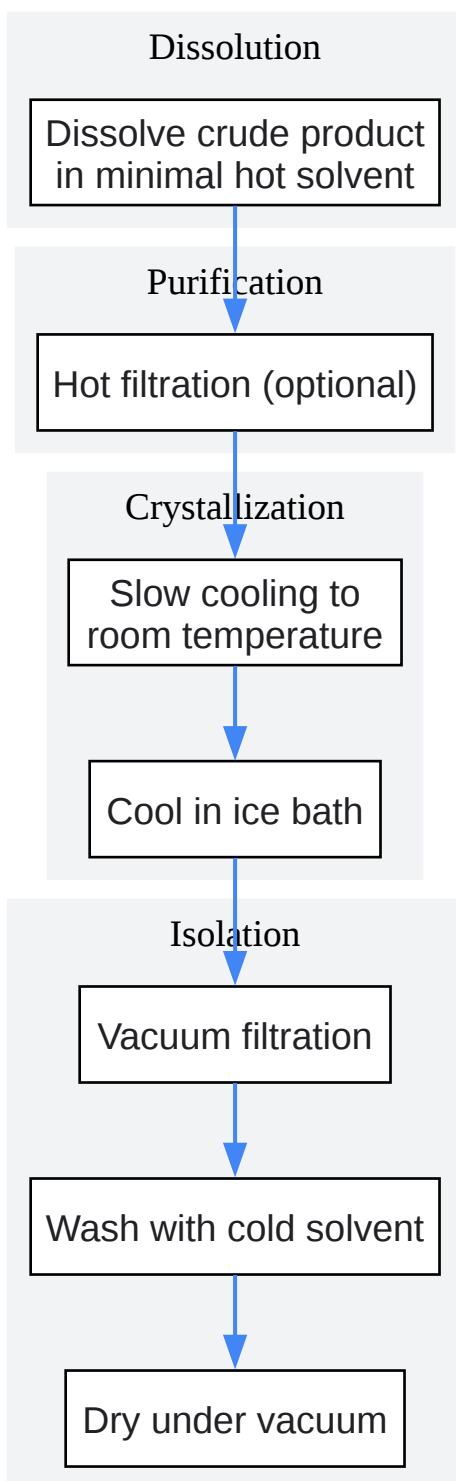 Dissolution
Dissolve crude product
in minimal hot solvent
Purification
Hot filtration (optional)
Crystallization
Slow cooling to
room temperature
Cool in ice bath
Isolation
Vacuum filtration
Wash with cold solvent
Dry under vacuum